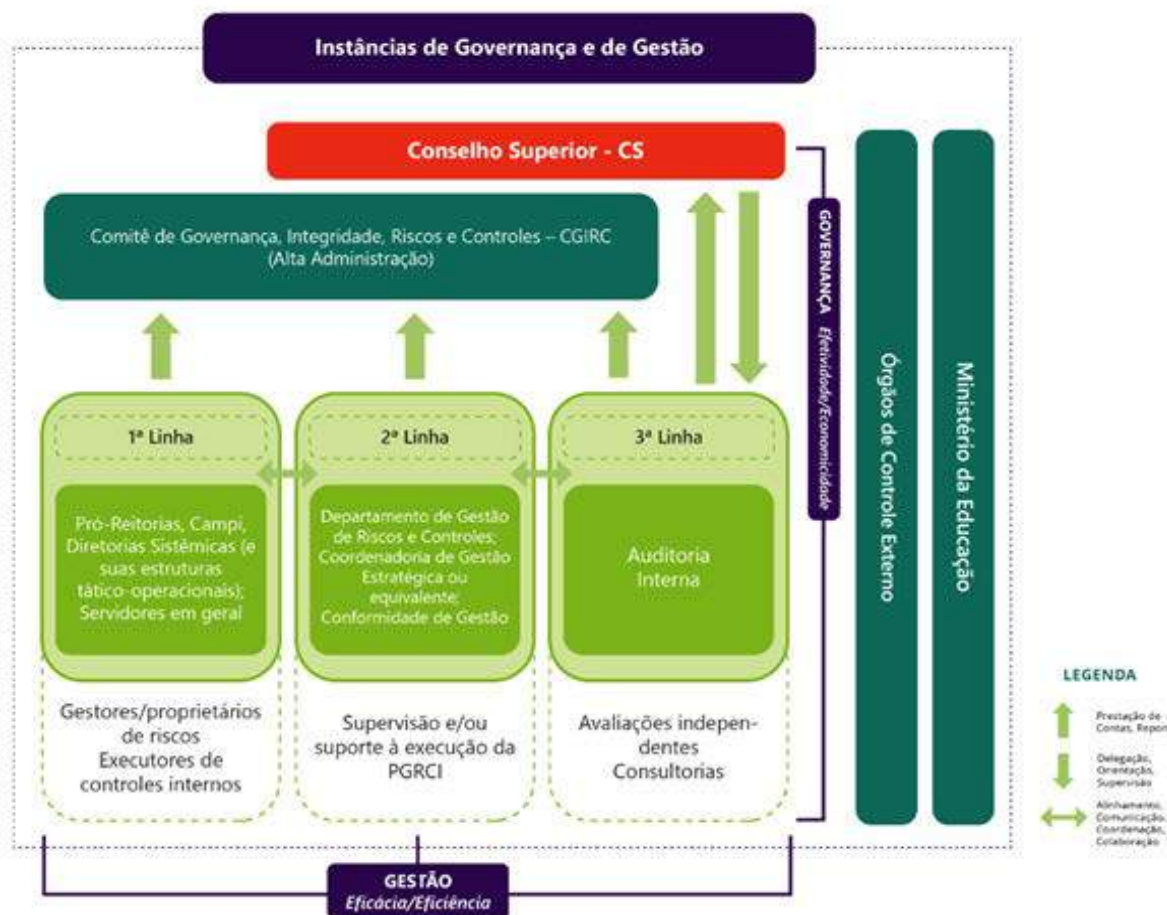 Instâncias de Governança e de Gestão
Conselho Superior - CS
Comitê de Governança, Integridade, Riscos e Controles – CGIRC
(Alta Administração)
1ª Linha
Pró-Reitorias, Campi,
Diretorias Sistêmicas (e
suas estruturas
tático-operacionais);
Servidores em geral
Gestores/proprietários
de riscos
Executores de
controles internos
2ª Linha
Departamento de Gestão
de Riscos e Controles;
Coordenadoria de Gestão
Estratégica ou
equivalente;
Conformidade de Gestão
Supervisão e/ou
suporte à execução da
PGRCI
3ª Linha
Auditoria
Interna
Avaliações indepen-
dentes
Consultorias
GOVERNANÇA Efetividade/Economicidade
Órgãos de Controle Externo
Ministério da Educação
GESTÃO
Eficácia/Eficiência
LEGENDA
Prestação de
Contas, Repor
Delegação,
Orientação,
Supervisão
Alinhamento,
Comunicação,
Coordenação,
Colaboração